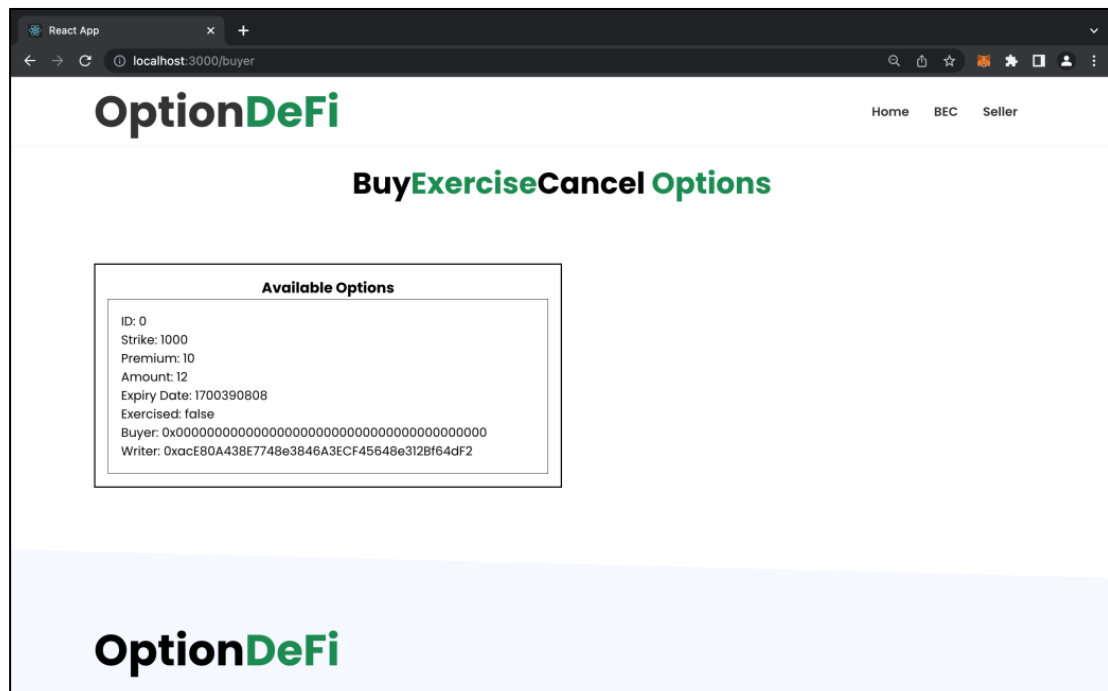 React App
localhost:3000/buyer
OptionDeFi
Home BEC Seller
BuyExerciseCancel Options
Available Options
ID: 0
Strike: 1000
Premium: 10
Amount: 12
Expiry Date: 1700390808
Exercised: false
Buyer: 0x0000000000000000000000000000000000000000
Writer: 0xacE80A438E7748e3846A3ECF45648e312Bf64dF2
OptionDeFi